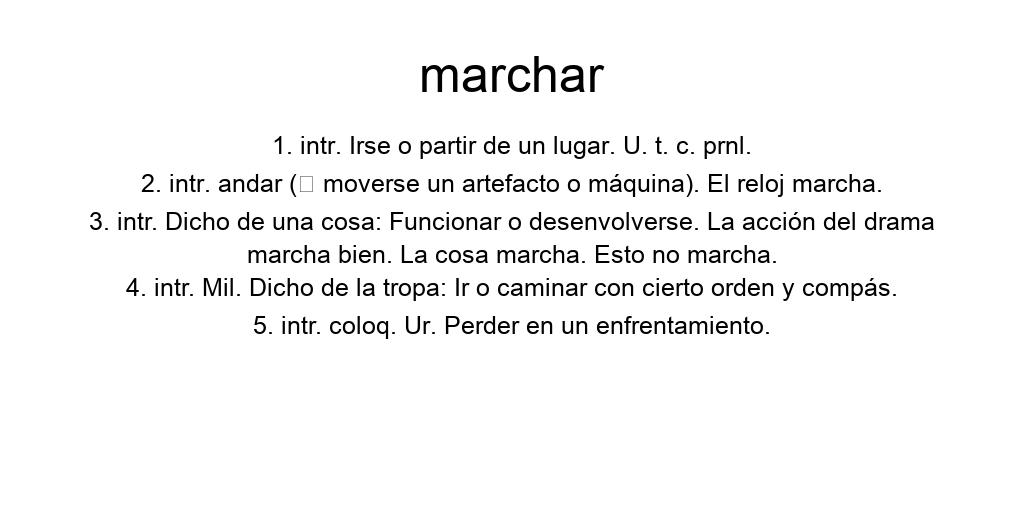 marchar
1. intr. Irse o partir de un lugar. U. t. c. prnl.
2. intr. andar (□ moverse un artefacto o máquina). El reloj marcha.
3. intr. Dicho de una cosa: Funcionar o desenvolverse. La acción del drama
marcha bien. La cosa marcha. Esto no marcha.
4. intr. Mil. Dicho de la tropa: Ir o caminar con cierto orden y compás.
5. intr. coloq. Ur. Perder en un enfrentamiento.